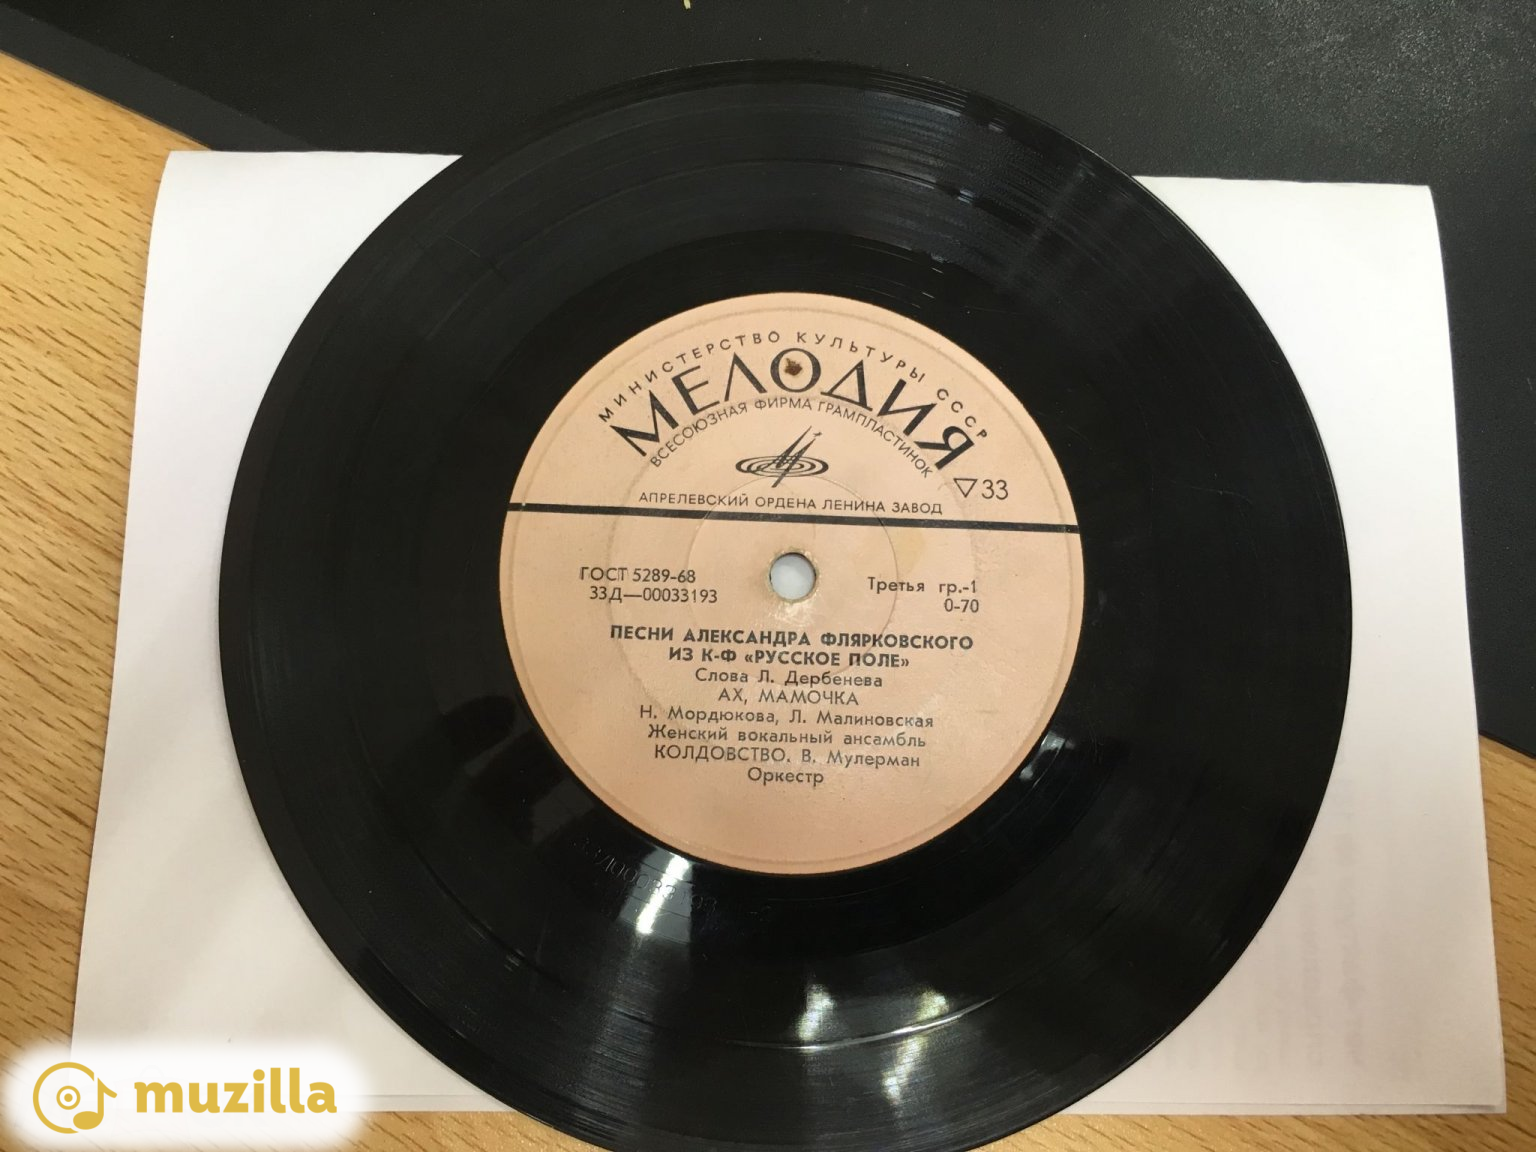 МИНИСТЕРСТВО КУЛЬТУРЫ СССР
МЕЛОДИЯ
ВСЕСОЮЗНАЯ ФИРМА ГРАМПЛАСТИНОК
▽33
АПРЕЛЕВСКИЙ ОРДЕНА ЛЕНИНА ЗАВОД
ГОСТ 5289-68
Третья гр.-1
33Д—00033193
0-70
ПЕСНИ АЛЕКСАНДРА ФЛЯРКОВСКОГО
ИЗ К-Ф «РУССКОЕ ПОЛЕ»
Слова Л. Дербенева
АХ, МАМОЧКА
Н. Мордюкова, Л. Малиновская
Женский вокальный ансамбль
КОЛДОВСТВО. В. Мулерман
Оркестр
muzilla